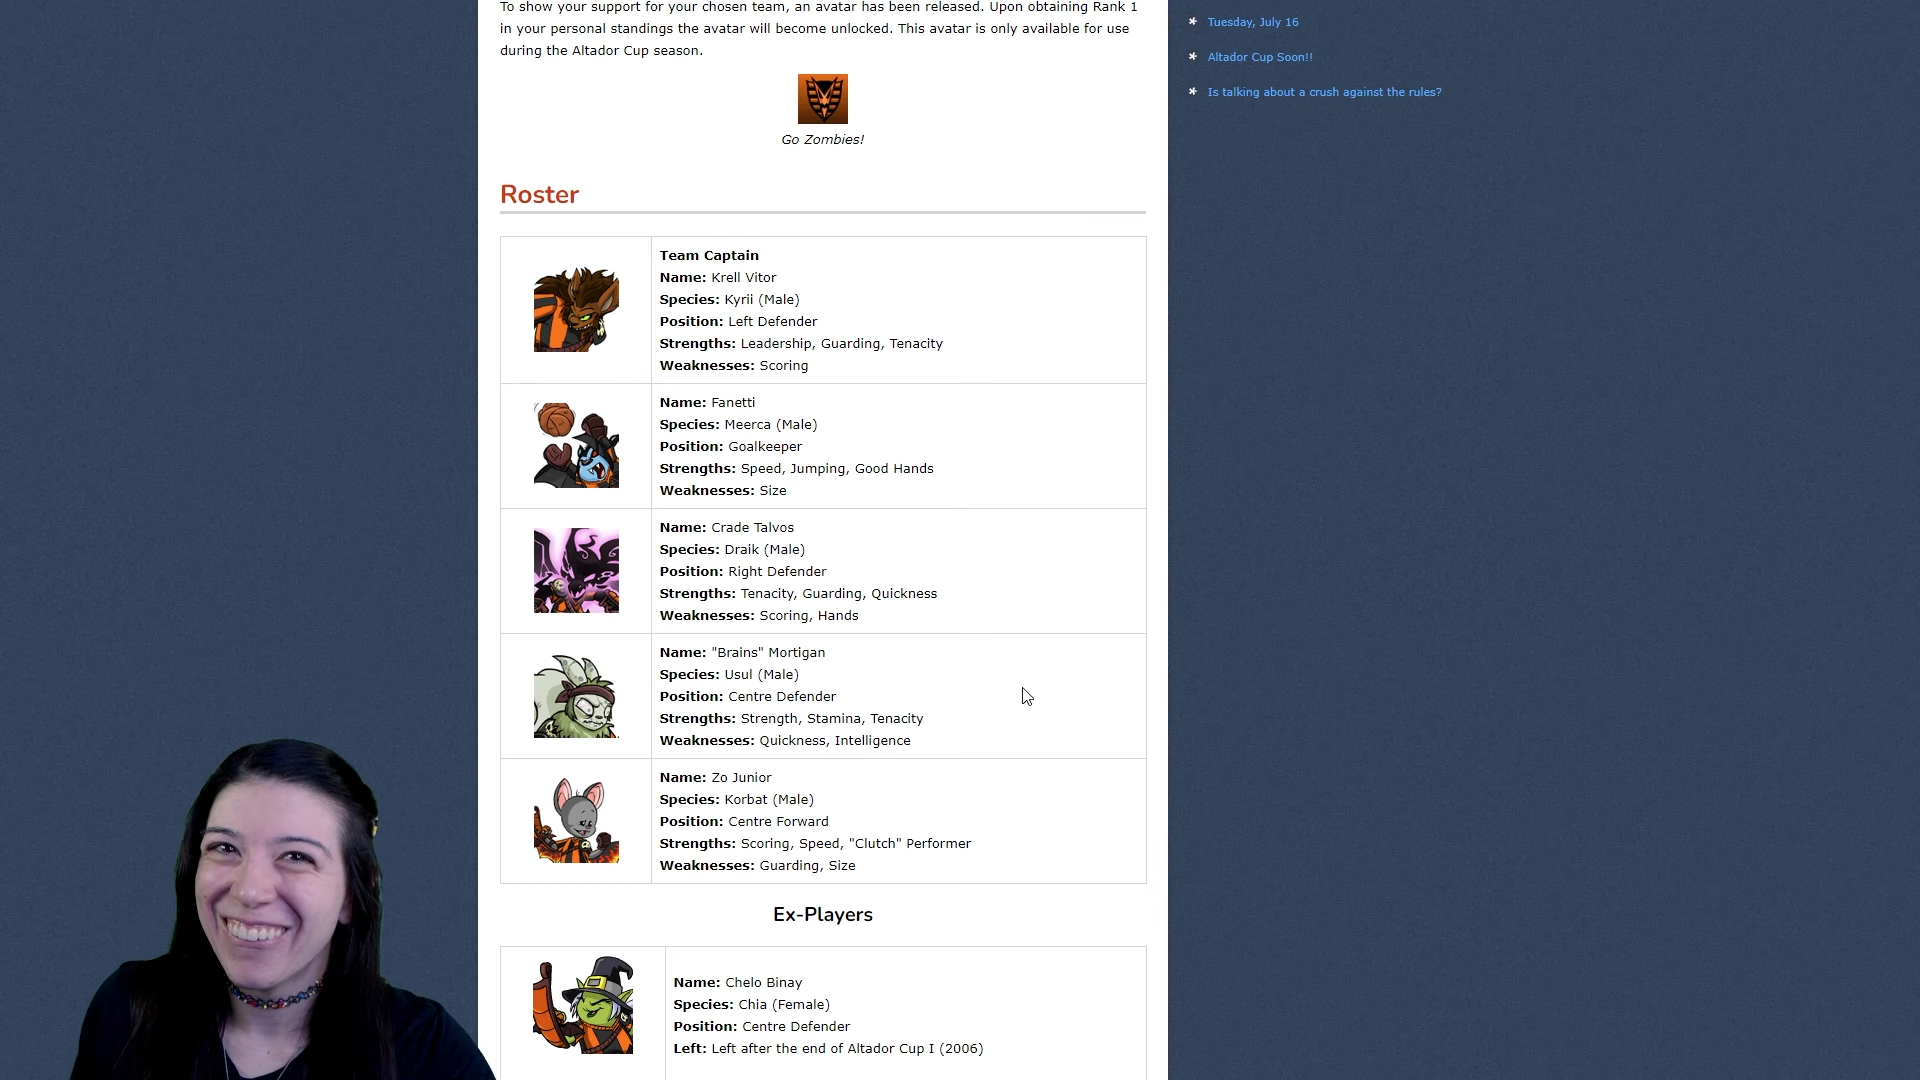 To show your support for your chosen team, an avatar has been released. Upon obtaining Rank 1
in your personal standings the avatar will become unlocked. This avatar is only available for use
during the Altador Cup season.
Go Zombies!
Roster
Team Captain
Name: Krell Vitor
Species: Kyrii (Male)
Position: Left Defender
Strengths: Leadership, Guarding, Tenacity
Weaknesses: Scoring
Name: Fanetti
Species: Meerca (Male)
Position: Goalkeeper
Strengths: Speed, Jumping, Good Hands
Weaknesses: Size
Name: Crade Talvos
Species: Draik (Male)
Position: Right Defender
Strengths: Tenacity, Guarding, Quickness
Weaknesses: Scoring, Hands
Name: "Brains" Mortigan
Species: Usul (Male)
Position: Centre Defender
Strengths: Strength, Stamina, Tenacity
Weaknesses: Quickness, Intelligence
Name: Zo Junior
Species: Korbat (Male)
Position: Centre Forward
Strengths: Scoring, Speed, "Clutch" Performer
Weaknesses: Guarding, Size
Ex-Players
Name: Chelo Binay
Species: Chia (Female)
Position: Centre Defender
Left: Left after the end of Altador Cup I (2006)
* Tuesday, July 16
* Altador Cup Soon!!
* Is talking about a crush against the rules?